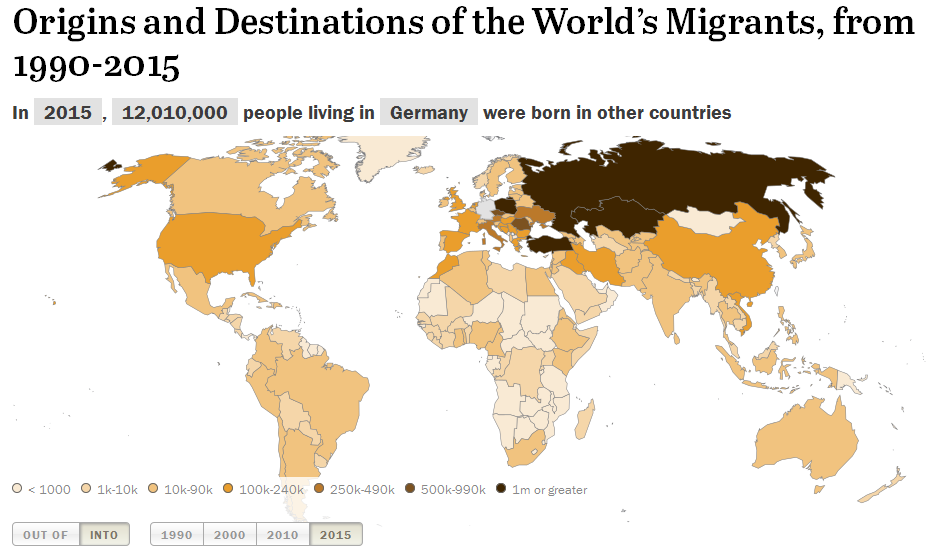 Origins and Destinations of the World's Migrants, from
1990-2015
In 2015, 12,010,000 people living in Germany were born in other countries
< 1000 1k-10k 10k-90k 100k-240k 250k-490k 500k-990k 1m or greater
OUT OF INTO 1990 2000 2010 2015